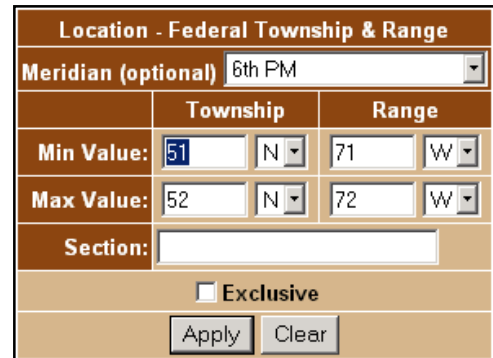 Location - Federal Township & Range
Meridian (optional) 6th PM
Township Range
Min Value: 51 N 71 W
Max Value: 52 N 72 W
Section:
Exclusive
Apply Clear